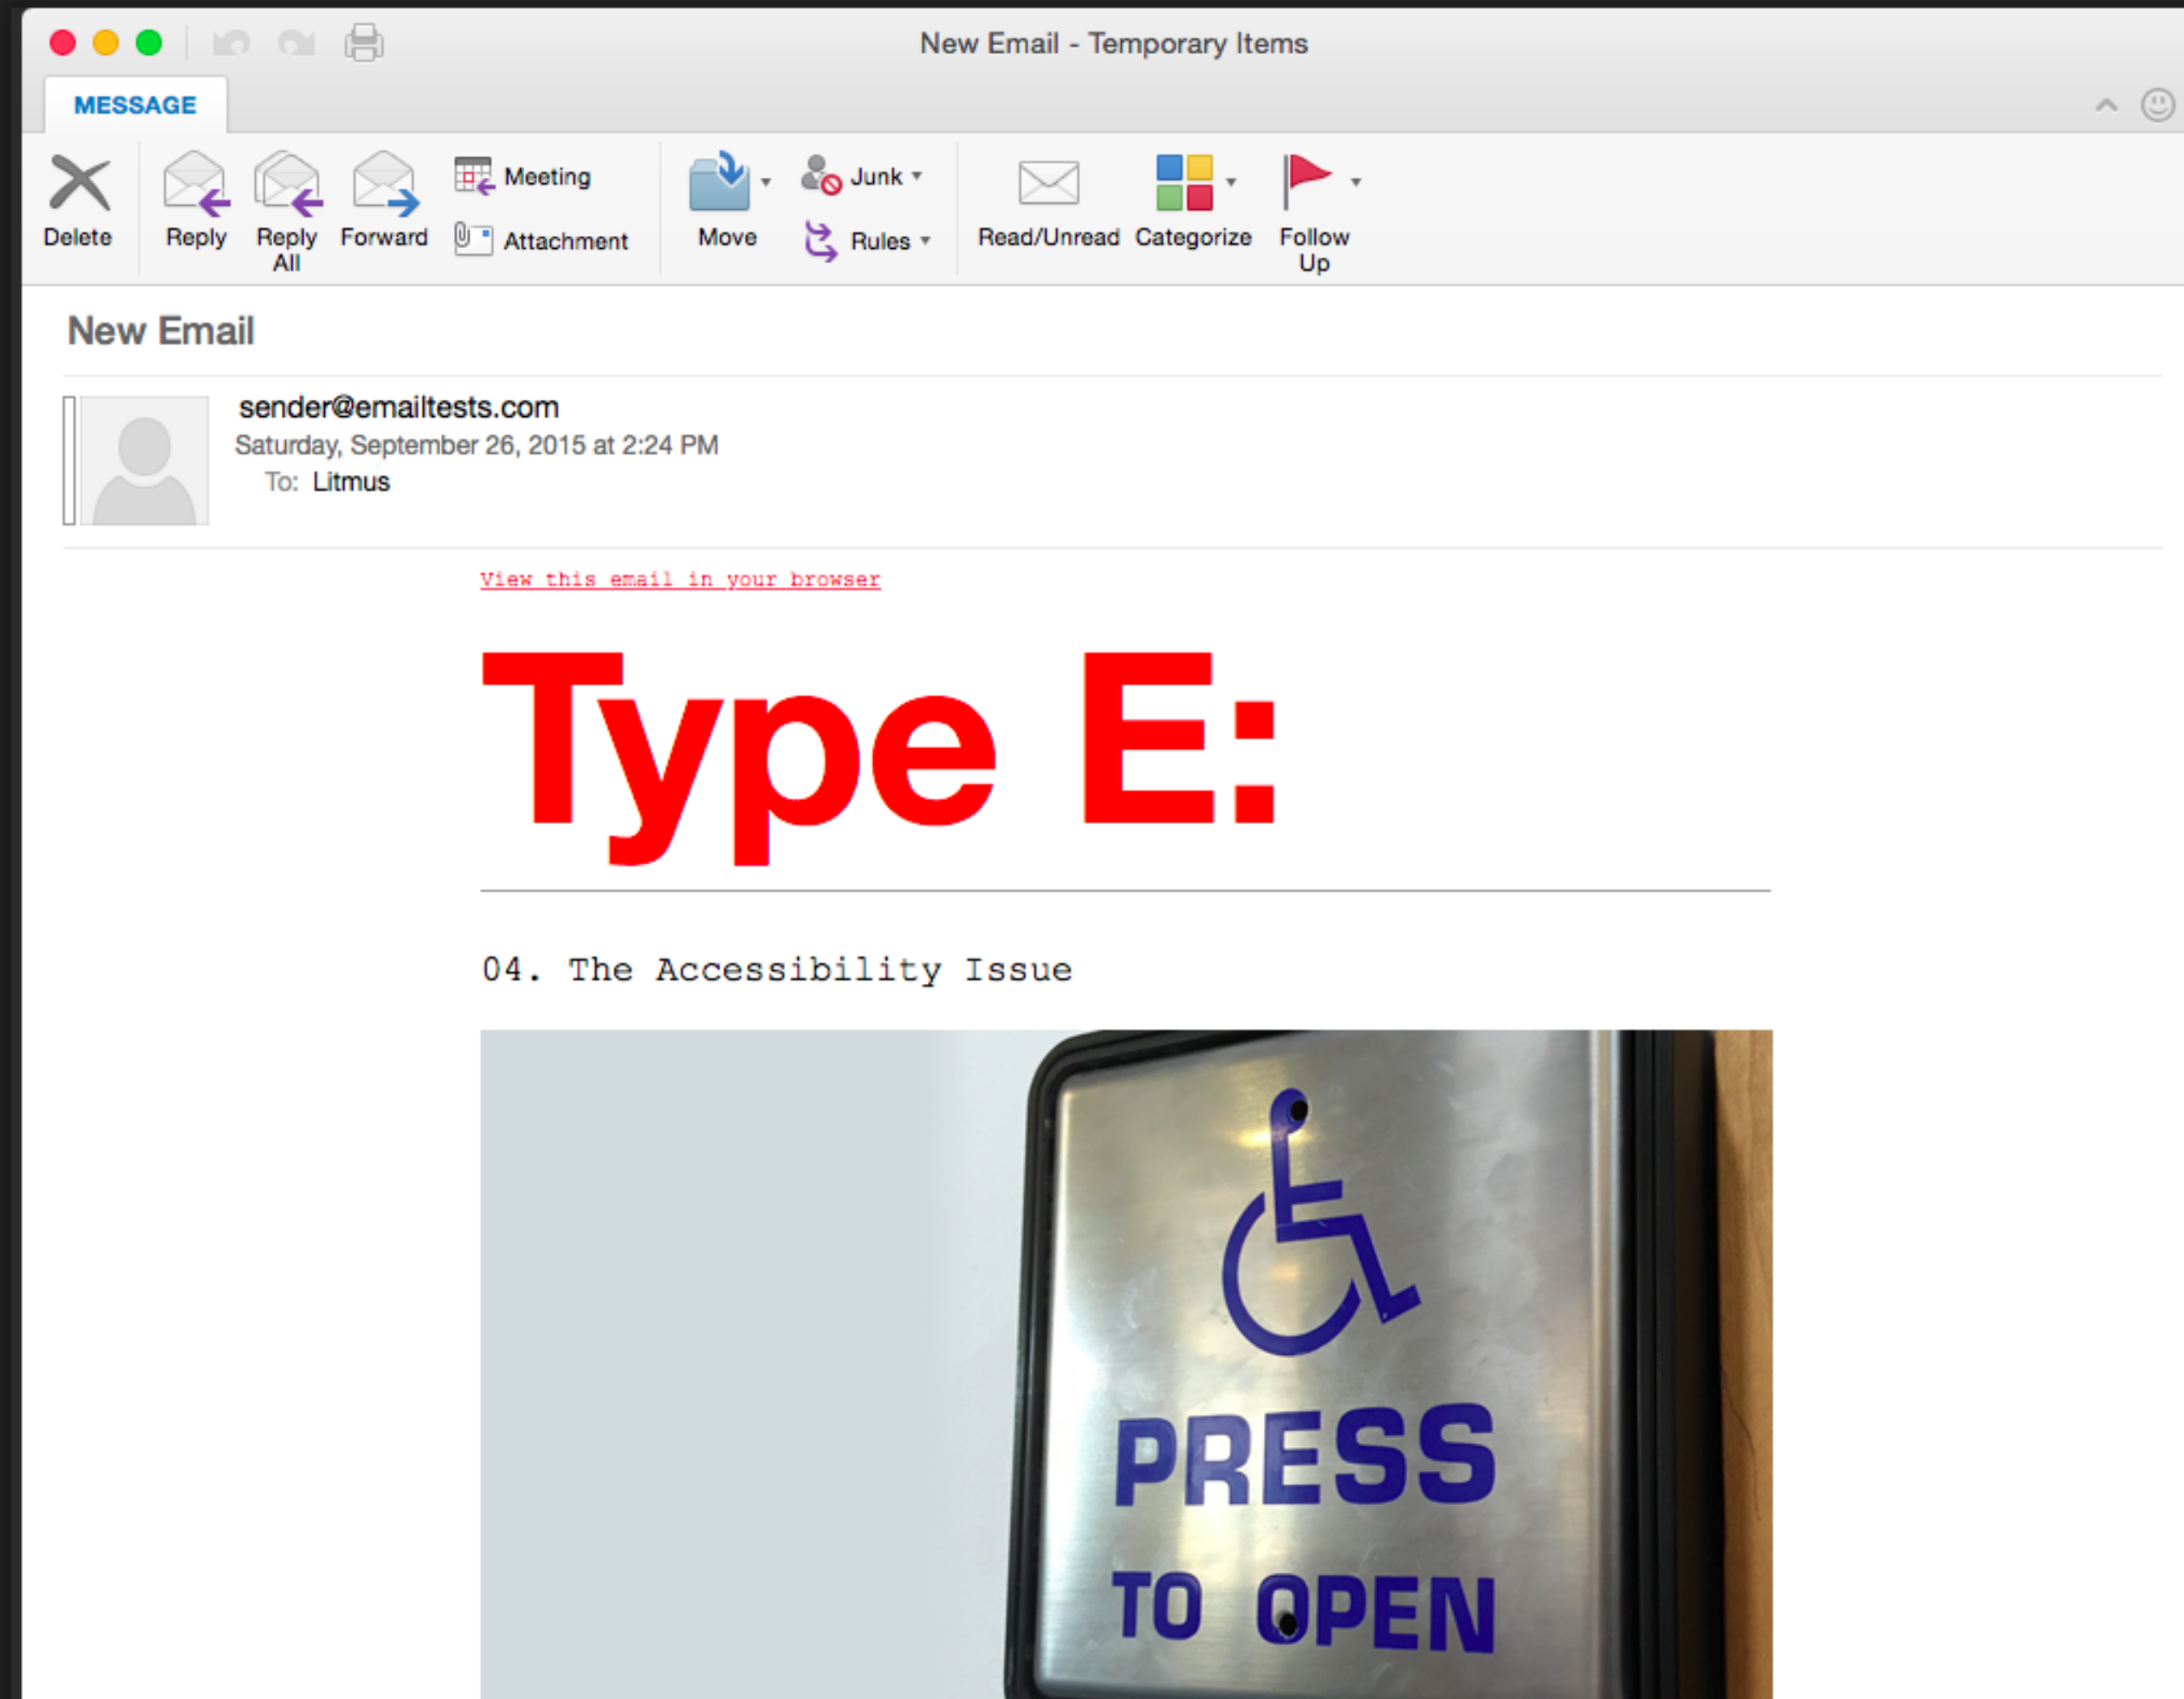 New Email - Temporary Items
MESSAGE
Delete
Reply
Reply All
Forward
Meeting
Attachment
Move
Junk
Rules
Read/Unread
Categorize
Follow Up
New Email
sender@emailtests.com
Saturday, September 26, 2015 at 2:24 PM
To: Litmus
View this email in your browser
Type E:
04. The Accessibility Issue
PRESS
TO OPEN